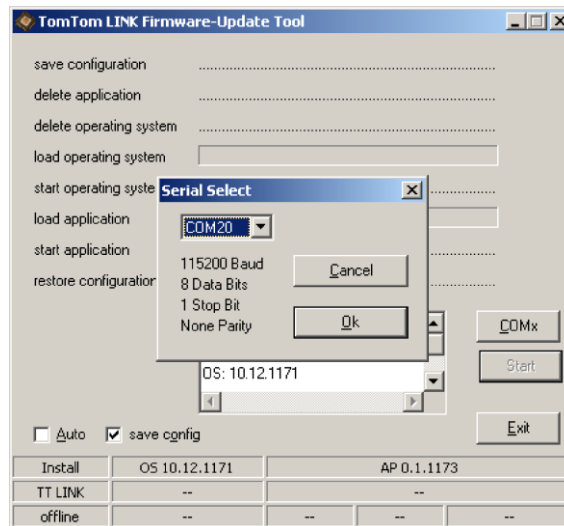 TomTom LINK Firmware-Update Tool
save configuration
delete application
delete operating system
load operating system
start operating syste
load application
start application
restore configuration
Serial Select
COM20
115200 Baud
8 Data Bits
1 Stop Bit
None Parity
Cancel
Ok
OS: 10.12.1171
COMx
Start
Exit
Auto
save config
Install OS 10.12.1171 AP 0.1.1173
TT LINK -- --
offline -- -- -- --